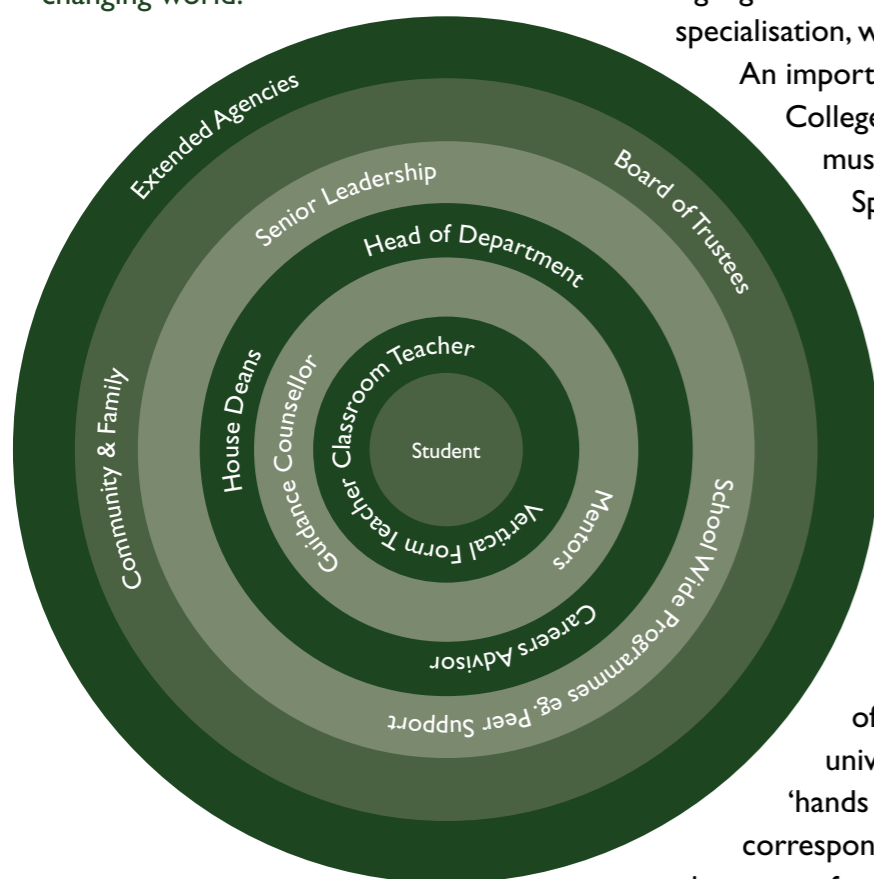 changing world.
specialisation, w
An import
College
mus
Sp
Extended Agencies
Board of Trustees
Community & Family
Senior Leadership
School Wide Programmes eg. Peer Support
Head of Department
House Deans
Careers Advisor
Guidance Counsellor
Mentors
Classroom Teacher
Vertical Form Teacher
Student
of
univ
‘hands
correspon